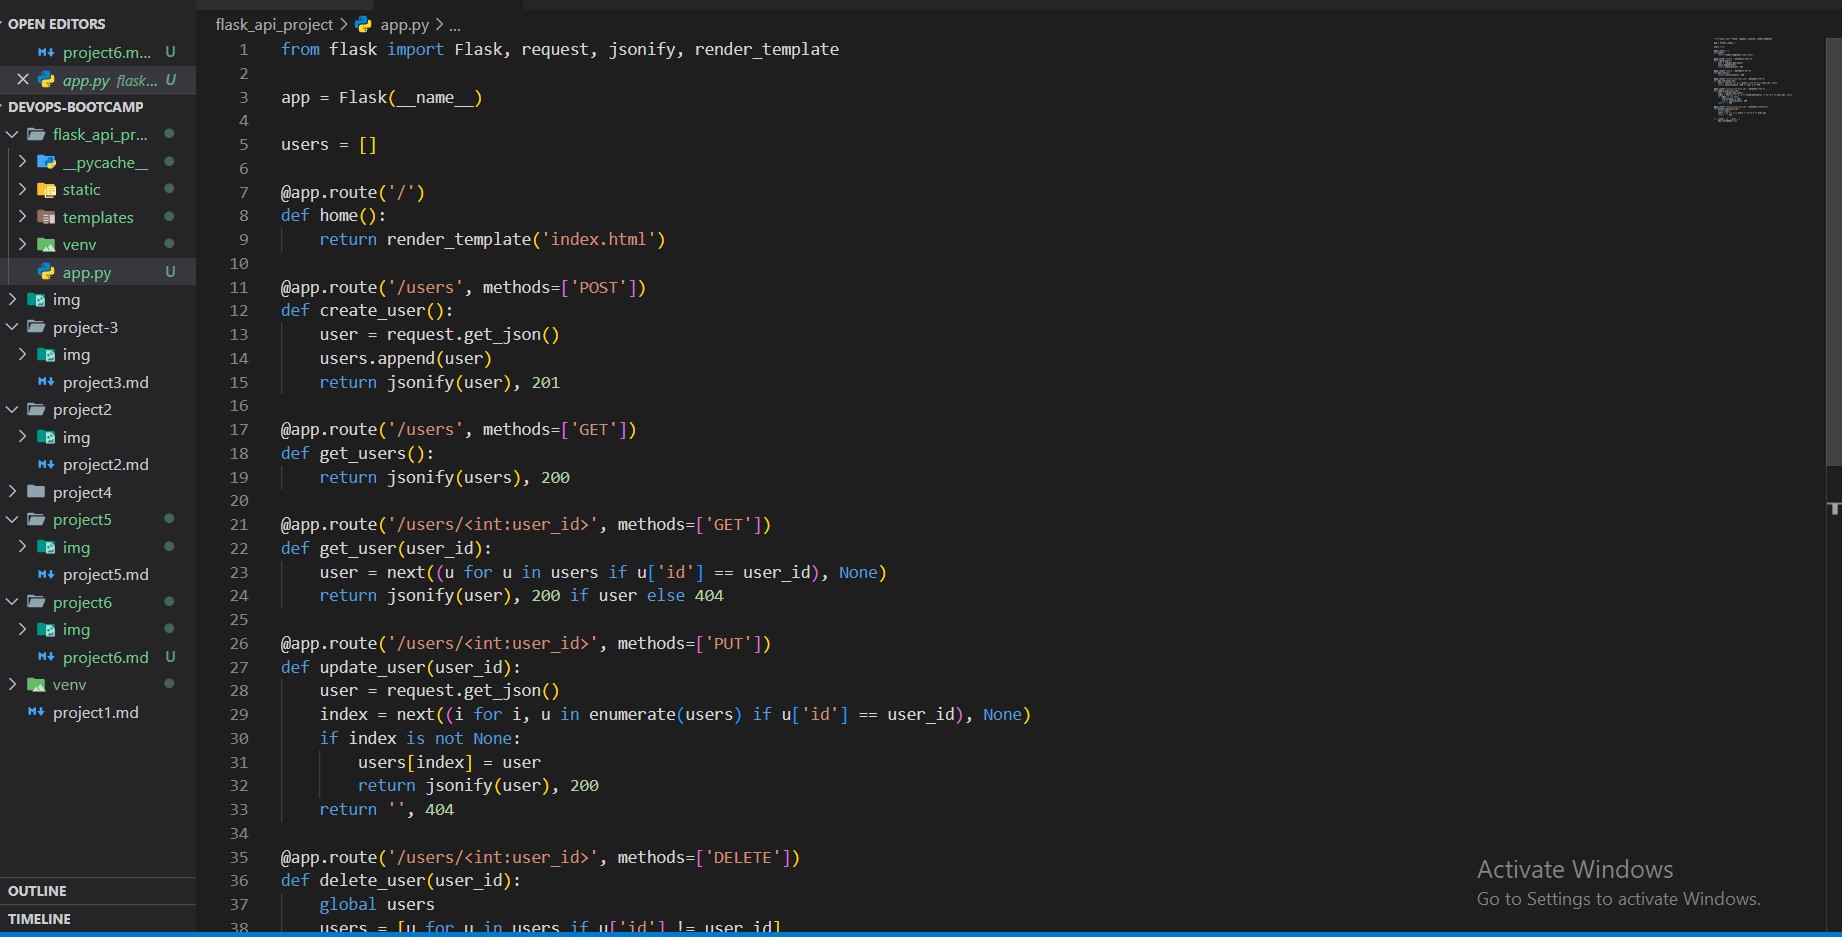 OPEN EDITORS
project6.m... U
app.py flask... U
DEVOPS-BOOTCAMP
flask_api_pr...
__pycache__
static
templates
venv
app.py U
img
project-3
img
project3.md
project2
img
project2.md
project4
project5
img
project5.md
project6
img
project6.md U
venv
project1.md
OUTLINE
TIMELINE
flask_api_project > app.py > ...
1 from flask import Flask, request, jsonify, render_template
2
3 app = Flask(__name__)
4
5 users = []
6
7 @app.route('/')
8 def home():
9     return render_template('index.html')
10
11 @app.route('/users', methods=['POST'])
12 def create_user():
13     user = request.get_json()
14     users.append(user)
15     return jsonify(user), 201
16
17 @app.route('/users', methods=['GET'])
18 def get_users():
19     return jsonify(users), 200
20
21 @app.route('/users/<int:user_id>', methods=['GET'])
22 def get_user(user_id):
23     user = next((u for u in users if u['id'] == user_id), None)
24     return jsonify(user), 200 if user else 404
25
26 @app.route('/users/<int:user_id>', methods=['PUT'])
27 def update_user(user_id):
28     user = request.get_json()
29     index = next((i for i, u in enumerate(users) if u['id'] == user_id), None)
30     if index is not None:
31         users[index] = user
32         return jsonify(user), 200
33     return '', 404
34
35 @app.route('/users/<int:user_id>', methods=['DELETE'])
36 def delete_user(user_id):
37     global users
38     users = [u for u in users if u['id'] != user_id]
Activate Windows
Go to Settings to activate Windows.